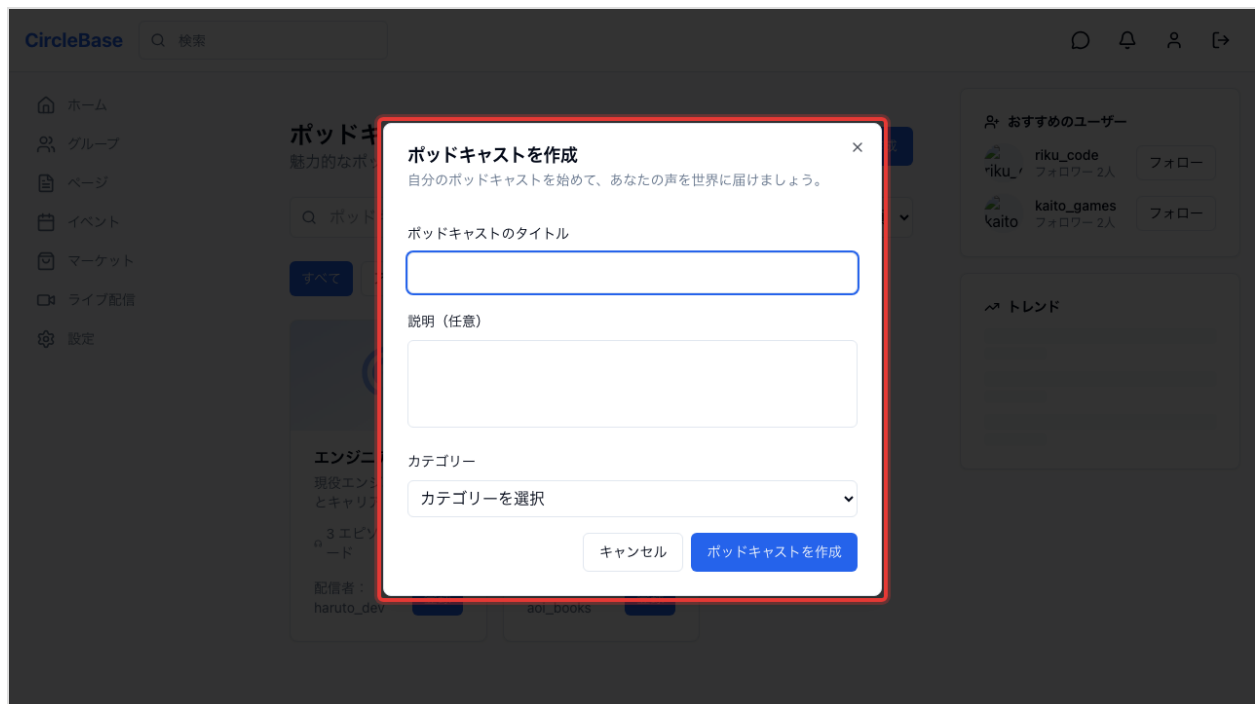 CircleBase
検索
ホーム
グループ
ページ
イベント
マーケット
ライブ配信
設定
ポッドキ
魅力的なポッ
ポッド
すべて
エンジニ
現役エン
とキャリア
3 エピソ
ード
配信者：
haruto_dev
aoi_books
ポッドキャストを作成
自分のポッドキャストを始めて、あなたの声を世界に届けましょう。
ポッドキャストのタイトル
説明（任意）
カテゴリー
カテゴリーを選択
キャンセル
ポッドキャストを作成
おすすめのユーザー
riku_code
フォロワー 2人
フォロー
riku_
kaito_games
フォロワー 2人
フォロー
kaito
トレンド